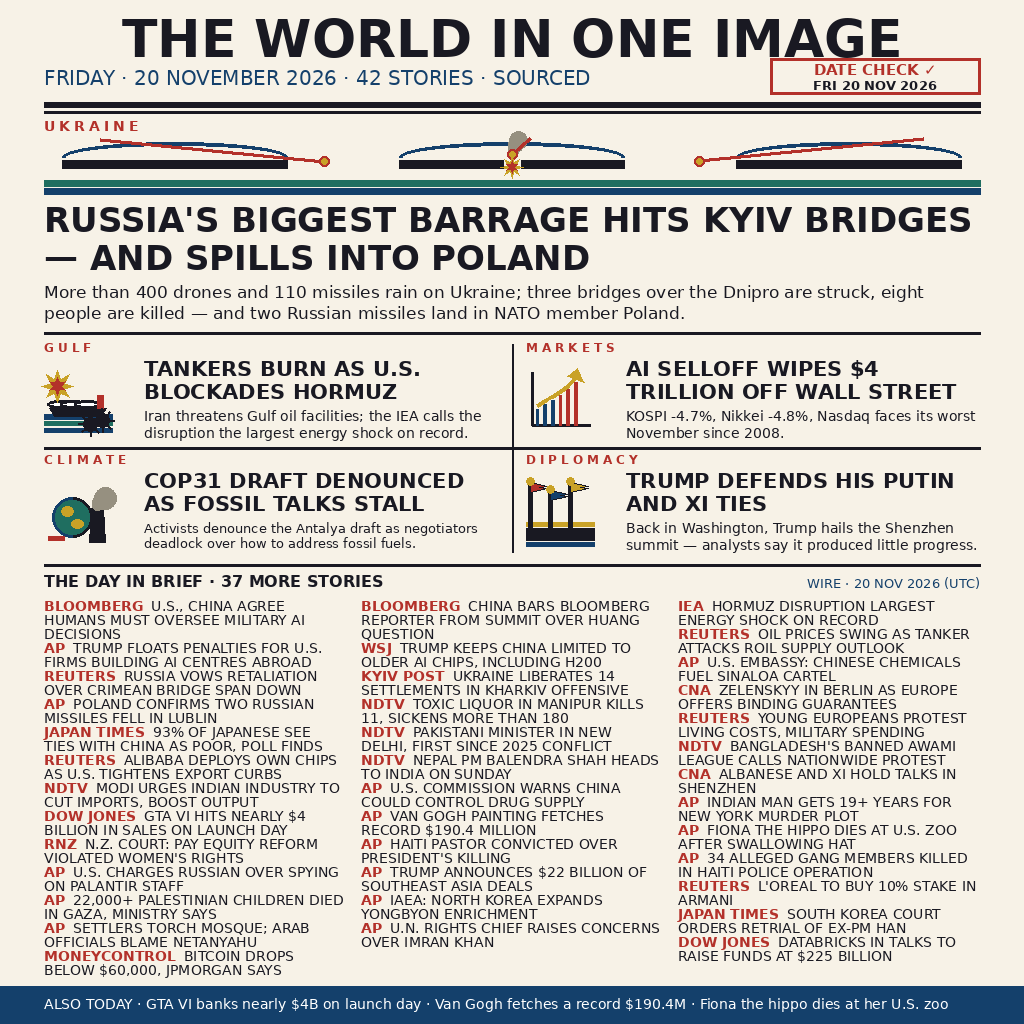 THE WORLD IN ONE IMAGE
FRIDAY · 20 NOVEMBER 2026 · 42 STORIES · SOURCED
DATE CHECK ✓
FRI 20 NOV 2026
UKRAINE
RUSSIA'S BIGGEST BARRAGE HITS KYIV BRIDGES
— AND SPILLS INTO POLAND
More than 400 drones and 110 missiles rain on Ukraine; three bridges over the Dnipro are struck, eight
people are killed — and two Russian missiles land in NATO member Poland.
GULF
TANKERS BURN AS U.S.
BLOCKADES HORMUZ
Iran threatens Gulf oil facilities; the IEA calls the
disruption the largest energy shock on record.
MARKETS
AI SELLOFF WIPES $4
TRILLION OFF WALL STREET
KOSPI -4.7%, Nikkei -4.8%, Nasdaq faces its worst
November since 2008.
CLIMATE
COP31 DRAFT DENOUNCED
AS FOSSIL TALKS STALL
Activists denounce the Antalya draft as negotiators
deadlock over how to address fossil fuels.
DIPLOMACY
TRUMP DEFENDS HIS PUTIN
AND XI TIES
Back in Washington, Trump hails the Shenzhen
summit — analysts say it produced little progress.
THE DAY IN BRIEF · 37 MORE STORIES
WIRE · 20 NOV 2026 (UTC)
BLOOMBERG U.S., CHINA AGREE
HUMANS MUST OVERSEE MILITARY AI
DECISIONS
AP TRUMP FLOATS PENALTIES FOR U.S.
FIRMS BUILDING AI CENTRES ABROAD
REUTERS RUSSIA VOWS RETALIATION
OVER CRIMEAN BRIDGE SPAN DOWN
AP POLAND CONFIRMS TWO RUSSIAN
MISSILES FELL IN LUBLIN
JAPAN TIMES 93% OF JAPANESE SEE
TIES WITH CHINA AS POOR, POLL FINDS
REUTERS ALIBABA DEPLOYS OWN CHIPS
AS U.S. TIGHTENS EXPORT CURBS
NDTV MODI URGES INDIAN INDUSTRY TO
CUT IMPORTS, BOOST OUTPUT
DOW JONES GTA VI HITS NEARLY $4
BILLION IN SALES ON LAUNCH DAY
RNZ N.Z. COURT: PAY EQUITY REFORM
VIOLATED WOMEN'S RIGHTS
AP U.S. CHARGES RUSSIAN OVER SPYING
ON PALANTIR STAFF
AP 22,000+ PALESTINIAN CHILDREN DIED
IN GAZA, MINISTRY SAYS
AP SETTLERS TORCH MOSQUE; ARAB
OFFICIALS BLAME NETANYAHU
MONEYCONTROL BITCOIN DROPS
BELOW $60,000, JPMORGAN SAYS
BLOOMBERG CHINA BARS BLOOMBERG
REPORTER FROM SUMMIT OVER HUANG
QUESTION
WSJ TRUMP KEEPS CHINA LIMITED TO
OLDER AI CHIPS, INCLUDING H200
KYIV POST UKRAINE LIBERATES 14
SETTLEMENTS IN KHARKIV OFFENSIVE
NDTV TOXIC LIQUOR IN MANIPUR KILLS
11, SICKENS MORE THAN 180
NDTV PAKISTANI MINISTER IN NEW
DELHI, FIRST SINCE 2025 CONFLICT
NDTV NEPAL PM BALENDRA SHAH HEADS
TO INDIA ON SUNDAY
AP U.S. COMMISSION WARNS CHINA
COULD CONTROL DRUG SUPPLY
AP VAN GOGH PAINTING FETCHES
RECORD $190.4 MILLION
AP HAITI PASTOR CONVICTED OVER
PRESIDENT'S KILLING
AP TRUMP ANNOUNCES $22 BILLION OF
SOUTHEAST ASIA DEALS
AP IAEA: NORTH KOREA EXPANDS
YONGBYON ENRICHMENT
AP U.N. RIGHTS CHIEF RAISES CONCERNS
OVER IMRAN KHAN
IEA HORMUZ DISRUPTION LARGEST
ENERGY SHOCK ON RECORD
REUTERS OIL PRICES SWING AS TANKER
ATTACKS ROIL SUPPLY OUTLOOK
AP U.S. EMBASSY: CHINESE CHEMICALS
FUEL SINALOA CARTEL
CNA ZELENSKYY IN BERLIN AS EUROPE
OFFERS BINDING GUARANTEES
REUTERS YOUNG EUROPEANS PROTEST
LIVING COSTS, MILITARY SPENDING
NDTV BANGLADESH'S BANNED AWAMI
LEAGUE CALLS NATIONWIDE PROTEST
CNA ALBANESE AND XI HOLD TALKS IN
SHENZHEN
AP INDIAN MAN GETS 19+ YEARS FOR
NEW YORK MURDER PLOT
AP FIONA THE HIPPO DIES AT U.S. ZOO
AFTER SWALLOWING HAT
AP 34 ALLEGED GANG MEMBERS KILLED
IN HAITI POLICE OPERATION
REUTERS L'OREAL TO BUY 10% STAKE IN
ARMANI
JAPAN TIMES SOUTH KOREA COURT
ORDERS RETRIAL OF EX-PM HAN
DOW JONES DATABRICKS IN TALKS TO
RAISE FUNDS AT $225 BILLION
ALSO TODAY · GTA VI banks nearly $4B on launch day · Van Gogh fetches a record $190.4M · Fiona the hippo dies at her U.S. zoo